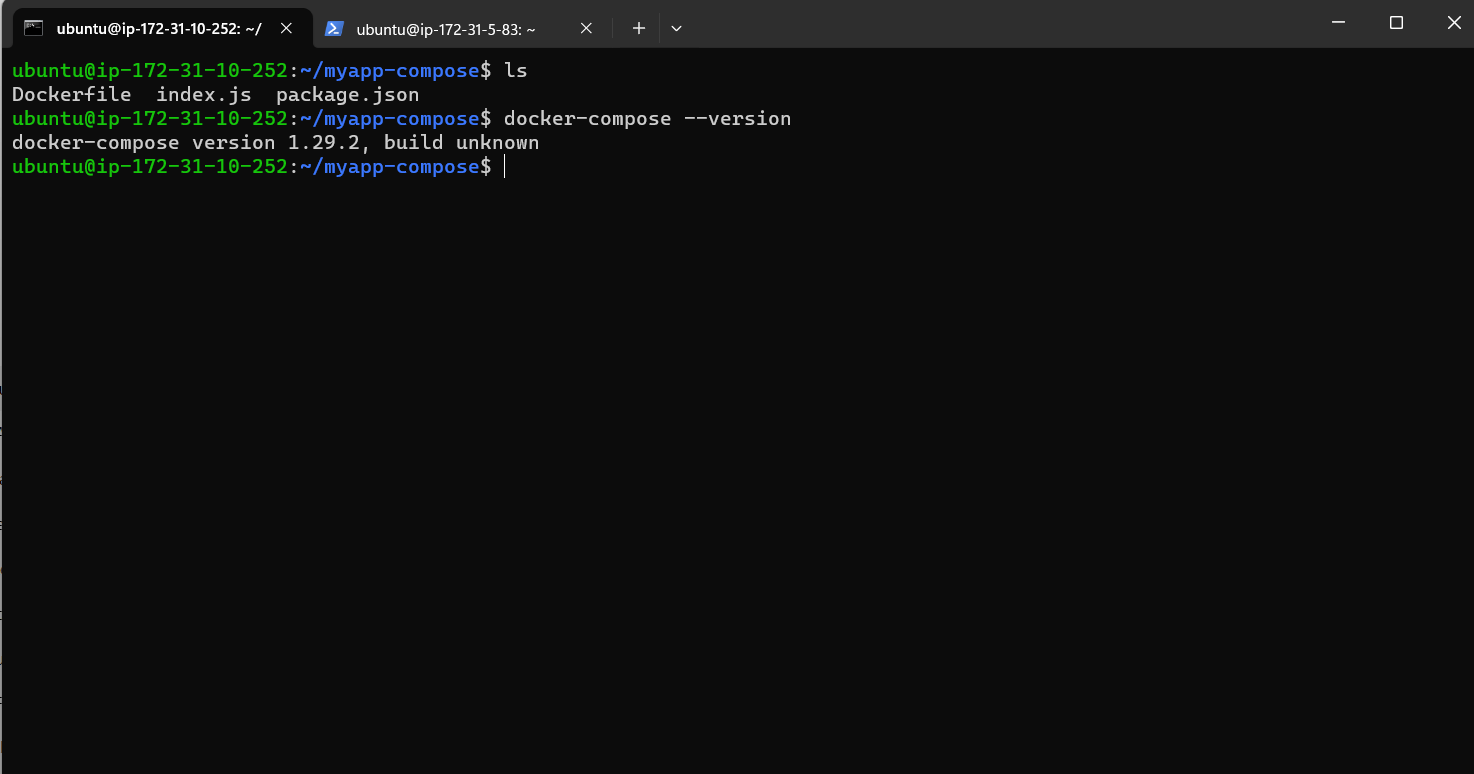 ubuntu@ip-172-31-10-252: ~/
ubuntu@ip-172-31-5-83: ~
ubuntu@ip-172-31-10-252:~/myapp-compose$ ls
Dockerfile  index.js  package.json
ubuntu@ip-172-31-10-252:~/myapp-compose$ docker-compose --version
docker-compose version 1.29.2, build unknown
ubuntu@ip-172-31-10-252:~/myapp-compose$